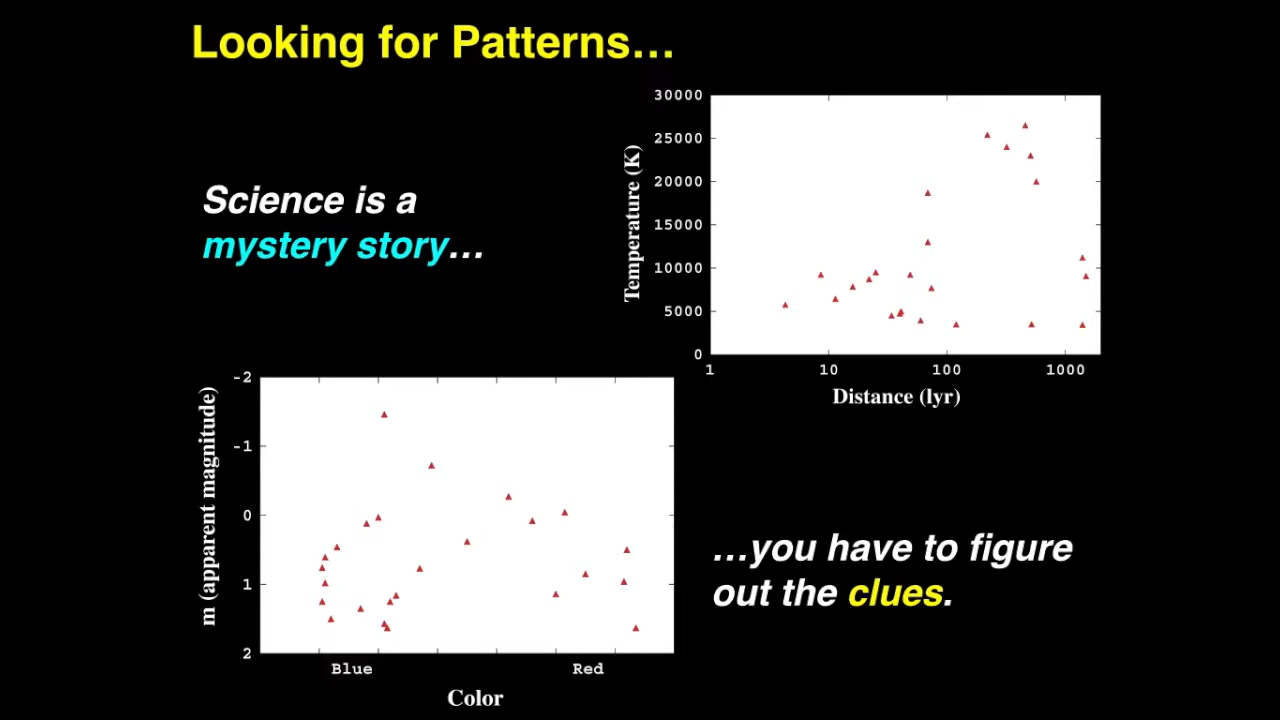 Looking for Patterns…
Science is a
mystery story…
30000
25000
20000
15000
10000
5000
0
Temperature (K)
1 10 100 1000
Distance (lyr)
-2
-1
0
1
2
m (apparent magnitude)
Blue Red
Color
…you have to figure
out the clues.